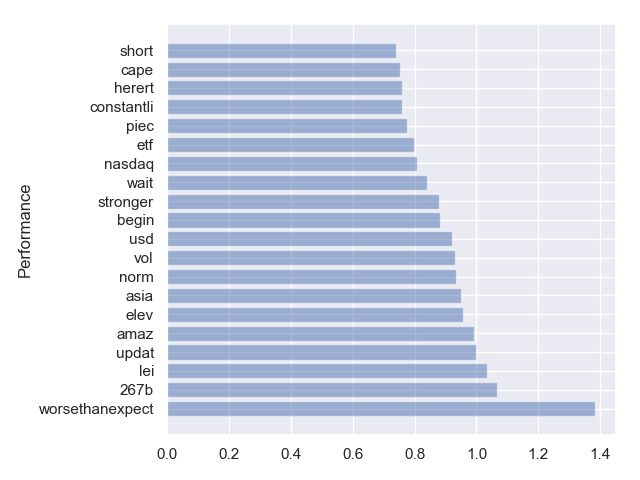 short
cape
herert
constantli
piec
etf
nasdaq
wait
stronger
begin
usd
vol
norm
asia
elev
amaz
updat
lei
267b
worsethanexpect
Performance
0.0 0.2 0.4 0.6 0.8 1.0 1.2 1.4